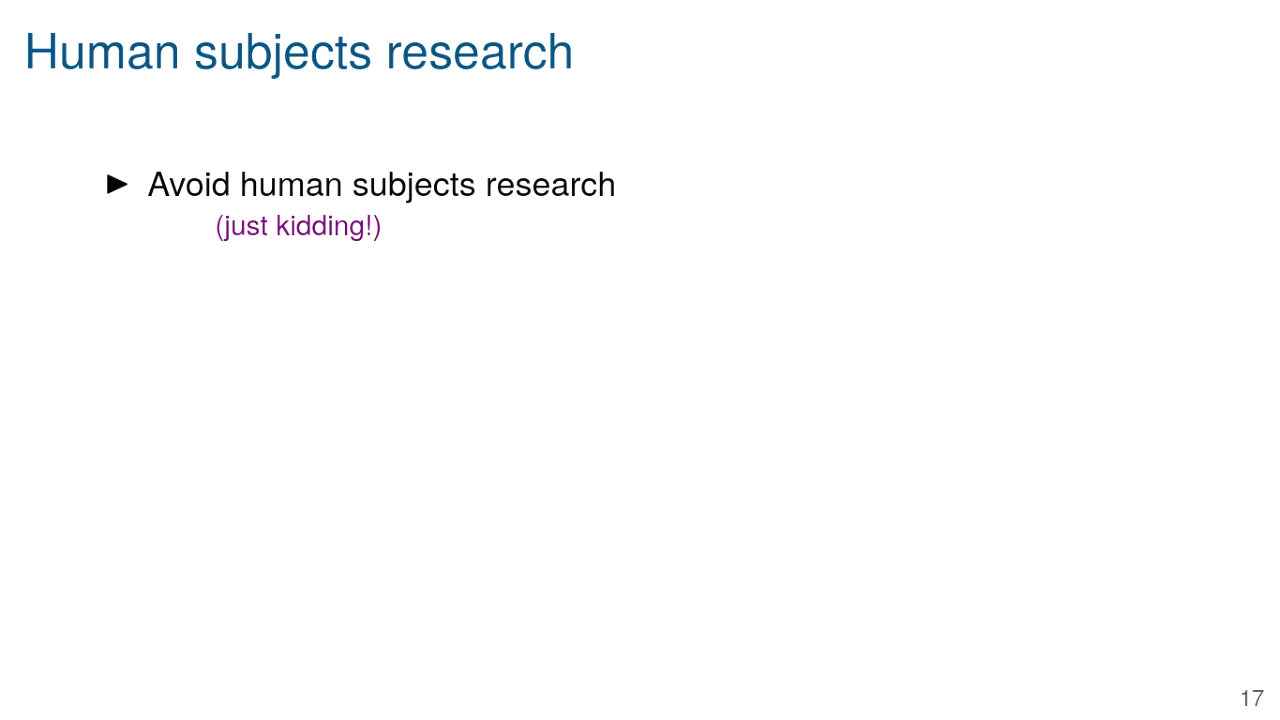 Human subjects research
▶ Avoid human subjects research
(just kidding!)
17